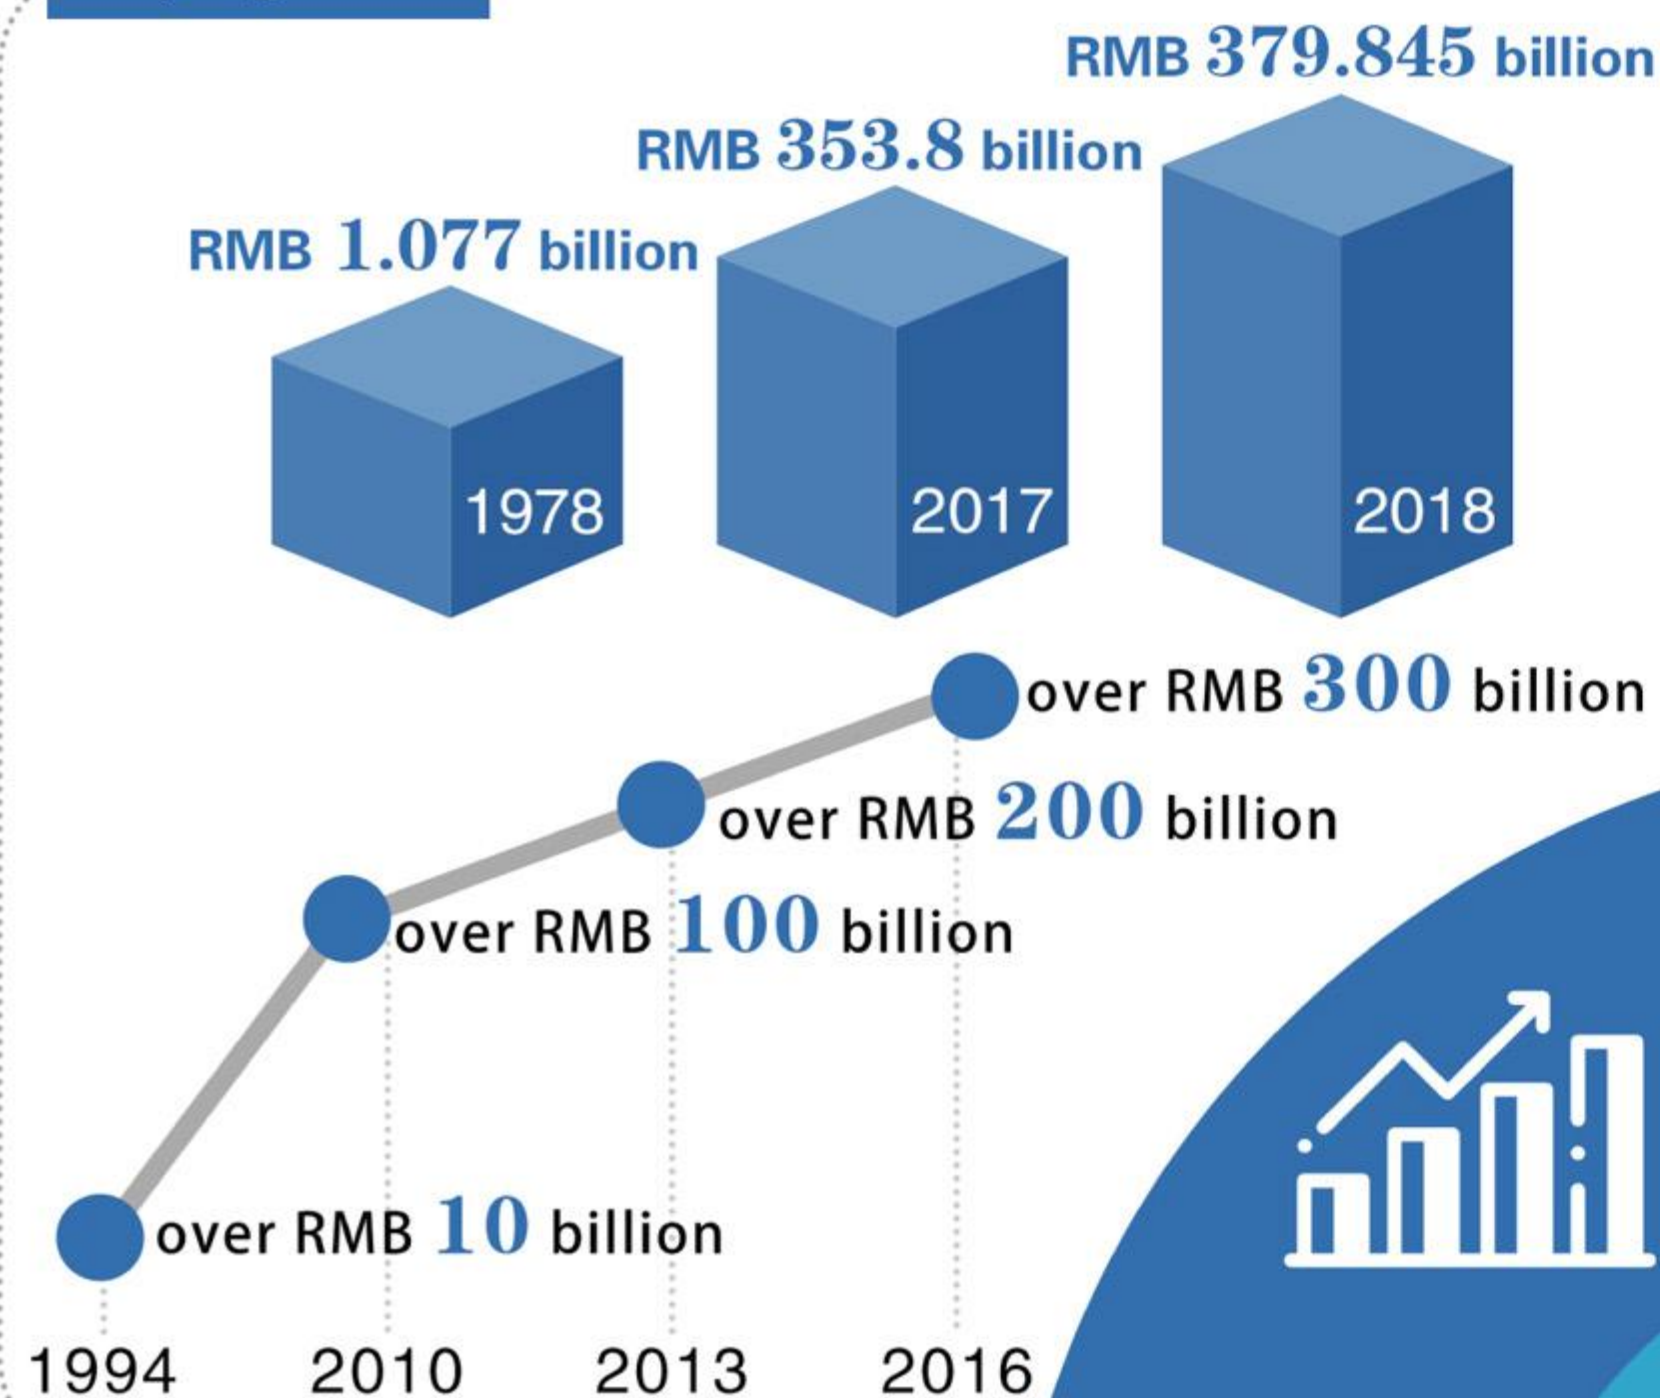 RMB 379.845 billion
RMB 353.8 billion
RMB 1.077 billion
1978
2017
2018
over RMB 300 billion
over RMB 200 billion
over RMB 100 billion
over RMB 10 billion
1994
2010
2013
2016